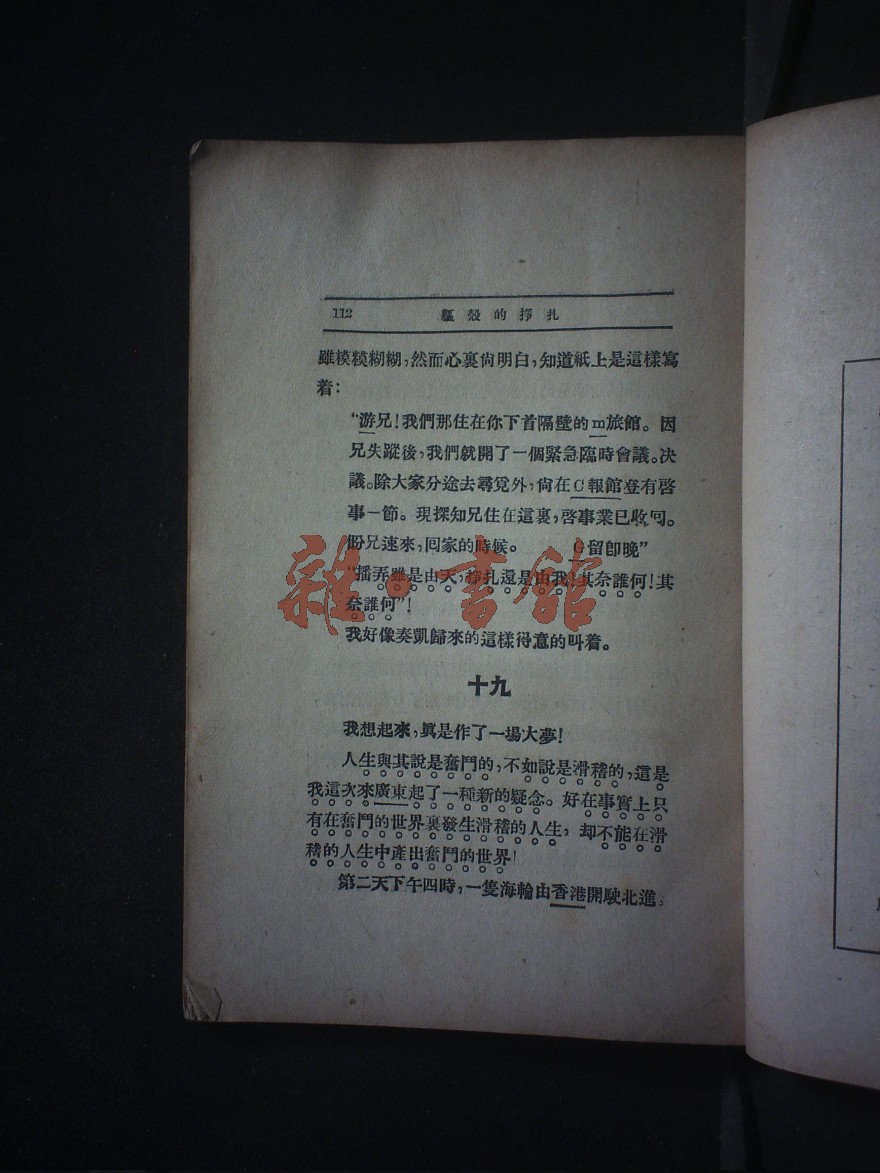 112 軀殼的掙扎
雖模糢糊糊,然而心裏尙明白,知道紙上是這樣寫
着:
“游兄!我們那住在你下首隔壁的m旅館。因
兄失蹤後,我們就開了一個緊急臨時會議。决
議。除大家分途去尋覓外,尙在C報館登有啓
事一節。現探知兄住在這裏,啓事業已收回。
盼兄速來,回家的時候。 G留卽晚”
“播弄雖是由天,掙扎還是由我!其奈誰何!其
奈誰何”!
我好像奏凱歸來的這樣得意的叫着。
十九
我想起來,眞是作了一場大夢!
人生與其說是奮鬥的,不如說是滑稽的,這是
我這次來廣東起了一種新的疑念。好在事實上只
有在奮鬥的世界裏發生滑稽的人生,却不能在滑
稽的人生中產出奮鬥的世界!
第二天下午四時,一隻海輪由香港開駛北進。
雜·書館